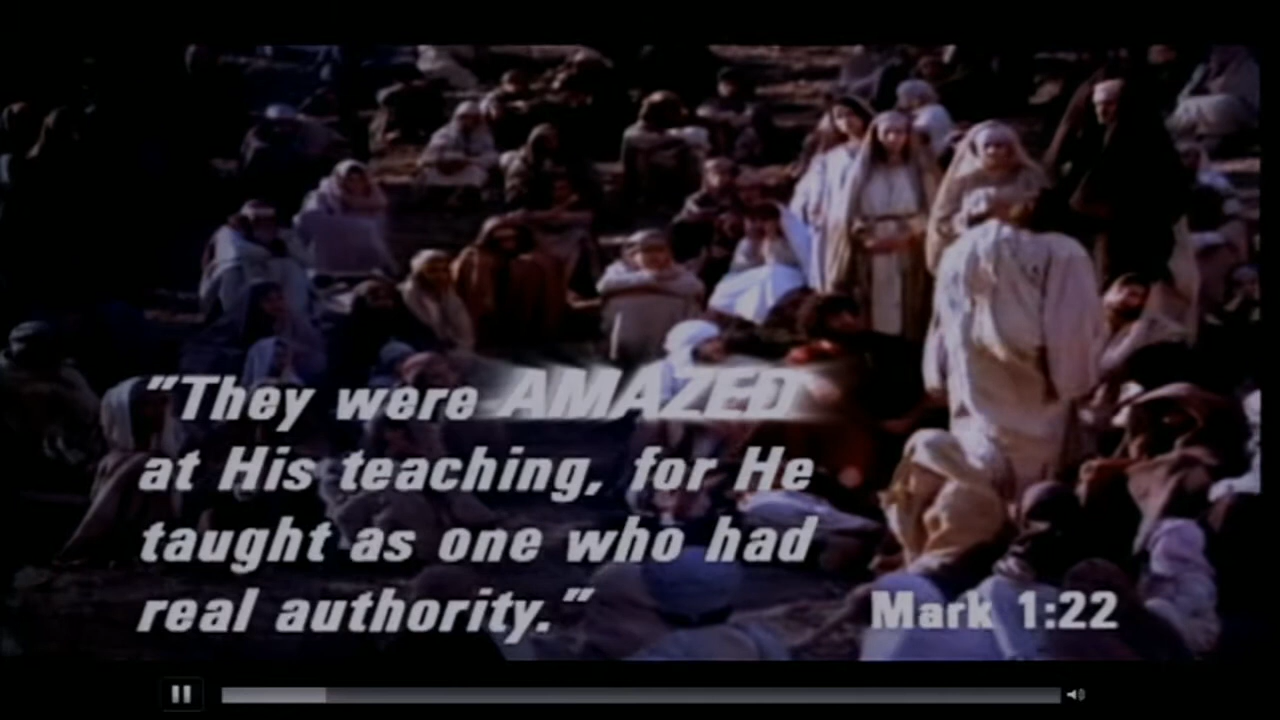 "They were AMAZED
at His teaching, for He
taught as one who had
real authority."
Mark 1:22